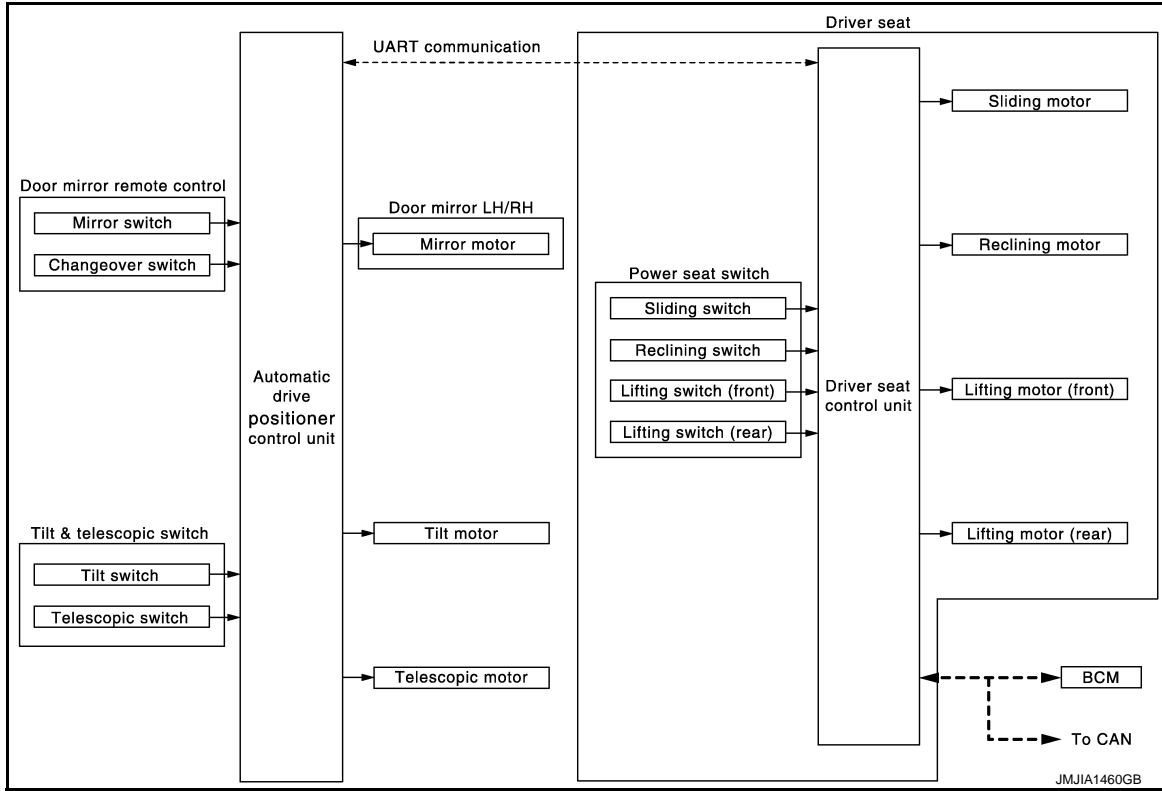 Driver seat
UART communication
Sliding motor
Door mirror remote control
Mirror switch
Changeover switch
Door mirror LH/RH
Mirror motor
Reclining motor
Power seat switch
Sliding switch
Reclining switch
Lifting switch (front)
Lifting switch (rear)
Automatic
drive
positioner
control unit
Driver seat
control unit
Lifting motor (front)
Tilt & telescopic switch
Tilt switch
Telescopic switch
Tilt motor
Lifting motor (rear)
Telescopic motor
BCM
To CAN
JMJIA1460GB